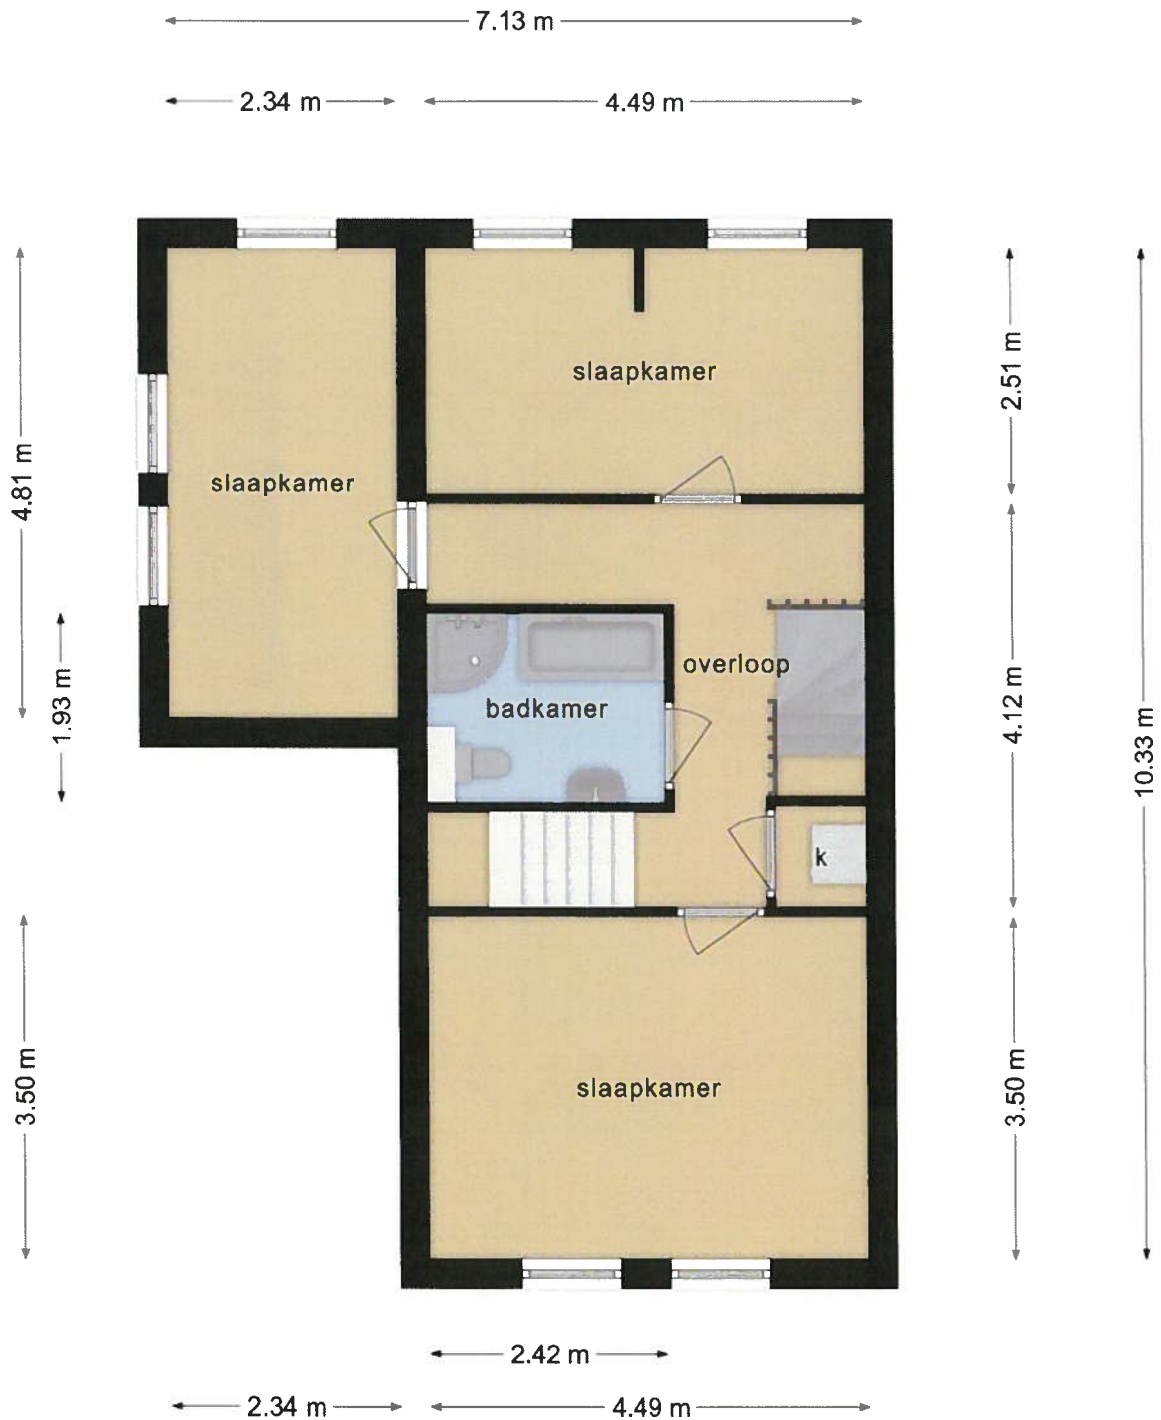 7.13 m
2.34 m
4.49 m
slaapkamer
2.51 m
slaapkamer
4.81 m
overloop
1.93 m
badkamer
4.12 m
10.33 m
k
3.50 m
slaapkamer
3.50 m
2.42 m
2.34 m
4.49 m